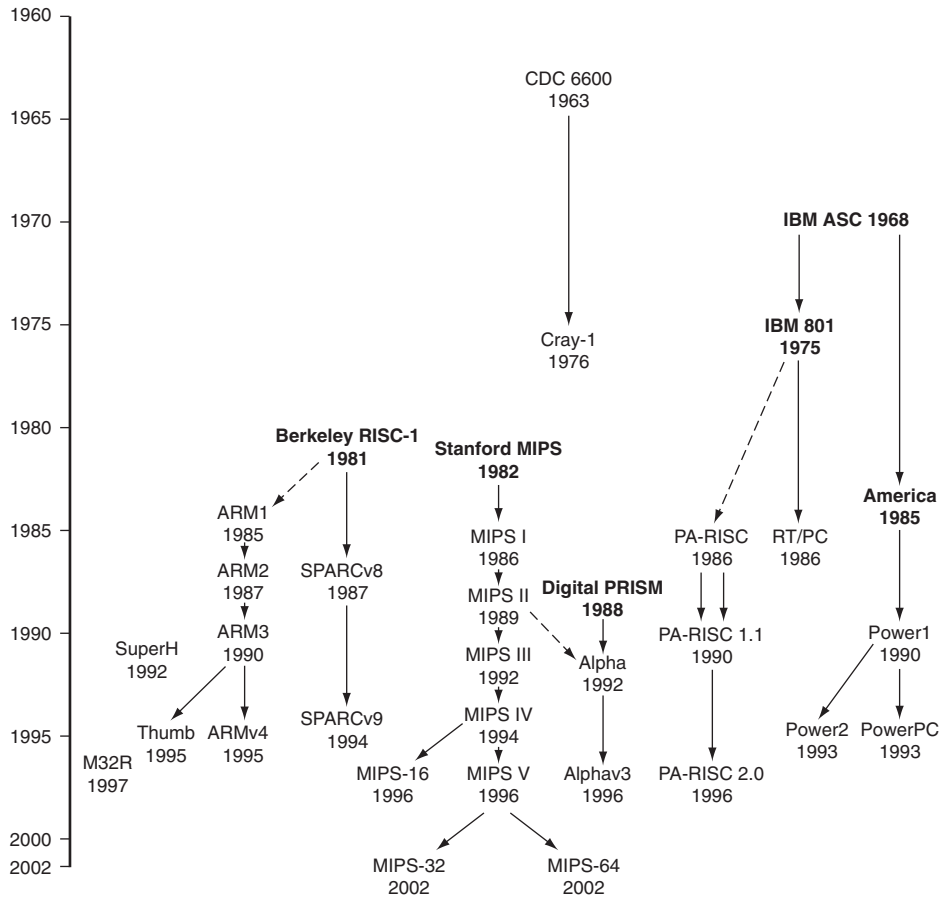 1960
CDC 6600
1963
1965
1970
IBM ASC 1968
1975
IBM 801
1975
Cray-1
1976
1980
Berkeley RISC-1
1981
Stanford MIPS
1982
America
1985
ARM1
1985
1985
MIPS I
1986
PA-RISC
1986
RT/PC
1986
ARM2
1987
SPARCv8
1987
MIPS II
1989
Digital PRISM
1988
1990
ARM3
1990
PA-RISC 1.1
1990
Power1
1990
SuperH
1992
MIPS III
1992
Alpha
1992
1995
Thumb
1995
ARMv4
1995
SPARCv9
1994
MIPS IV
1994
Power2
1993
PowerPC
1993
M32R
1997
MIPS-16
1996
MIPS V
1996
Alphav3
1996
PA-RISC 2.0
1996
2000
2002
MIPS-32
2002
MIPS-64
2002